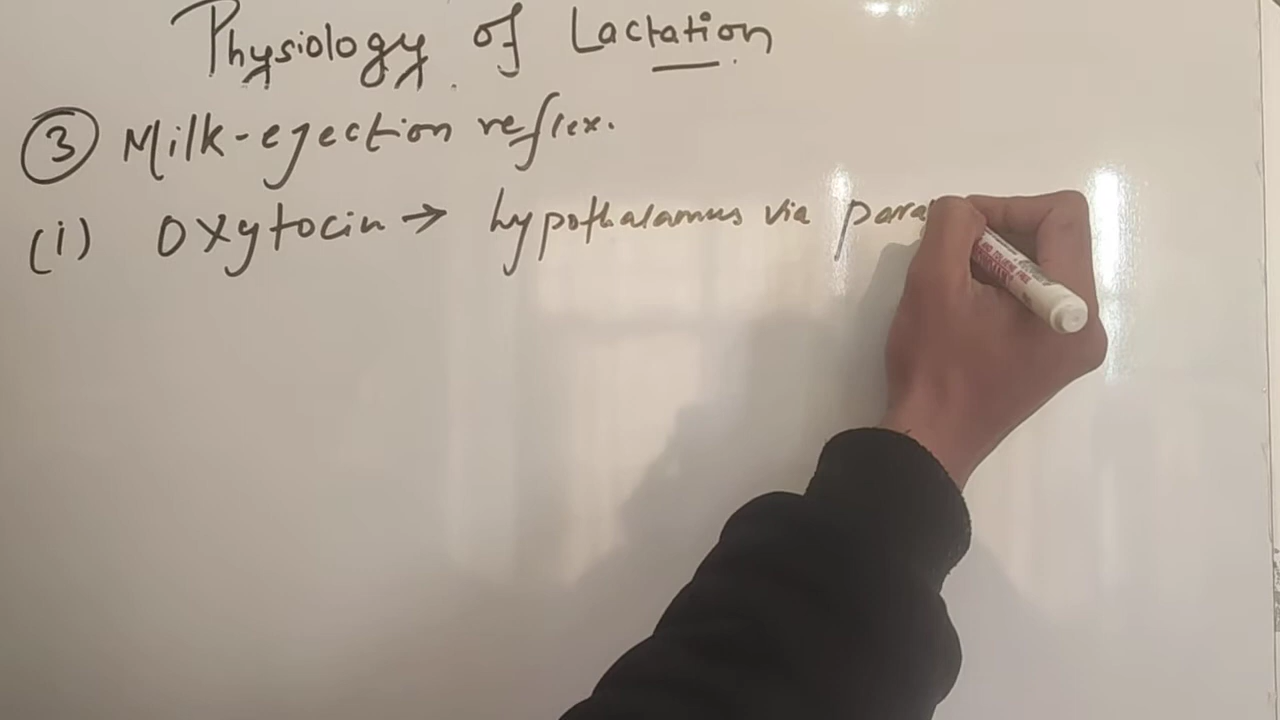 Physiology of Lactation
③ Milk-ejection reflex.
(i) Oxytocin → hypothalamus via para